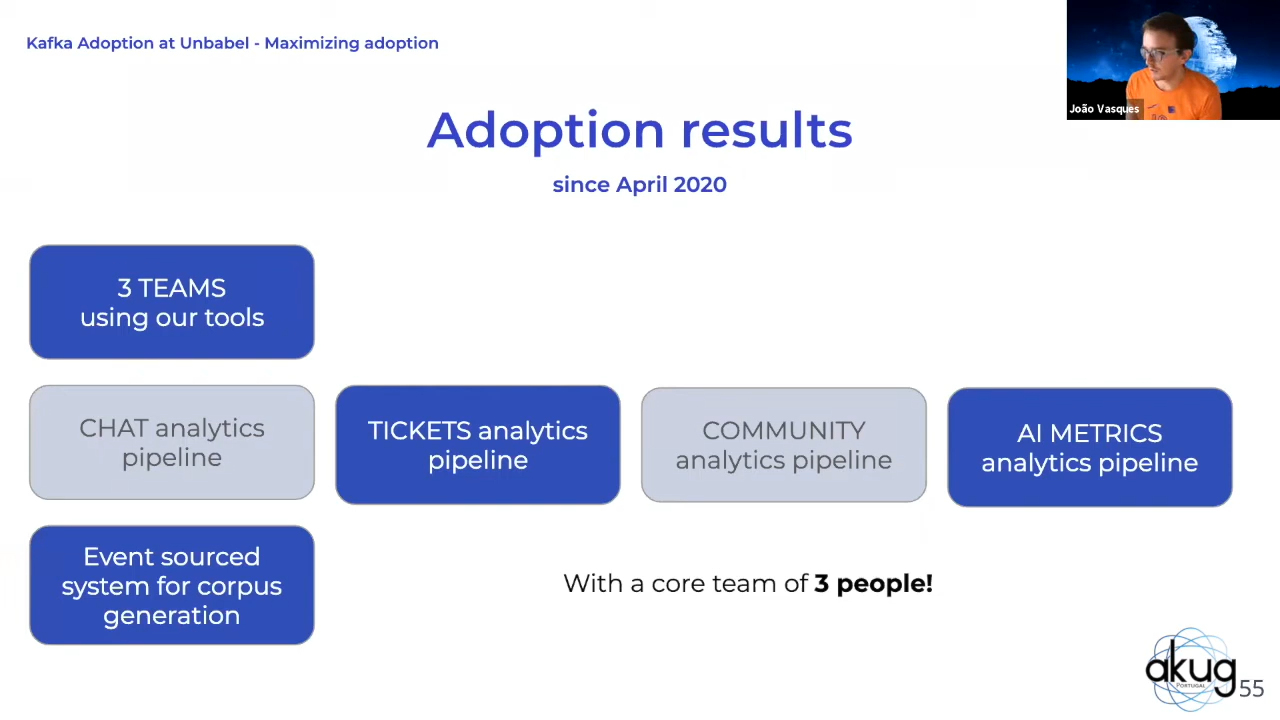 Kafka Adoption at Unbabel - Maximizing adoption
João Vasques
Adoption results
since April 2020
3 TEAMS
using our tools
CHAT analytics
pipeline
TICKETS analytics
pipeline
COMMUNITY
analytics pipeline
AI METRICS
analytics pipeline
Event sourced
system for corpus
generation
With a core team of 3 people!
akug
PORTUGAL
55